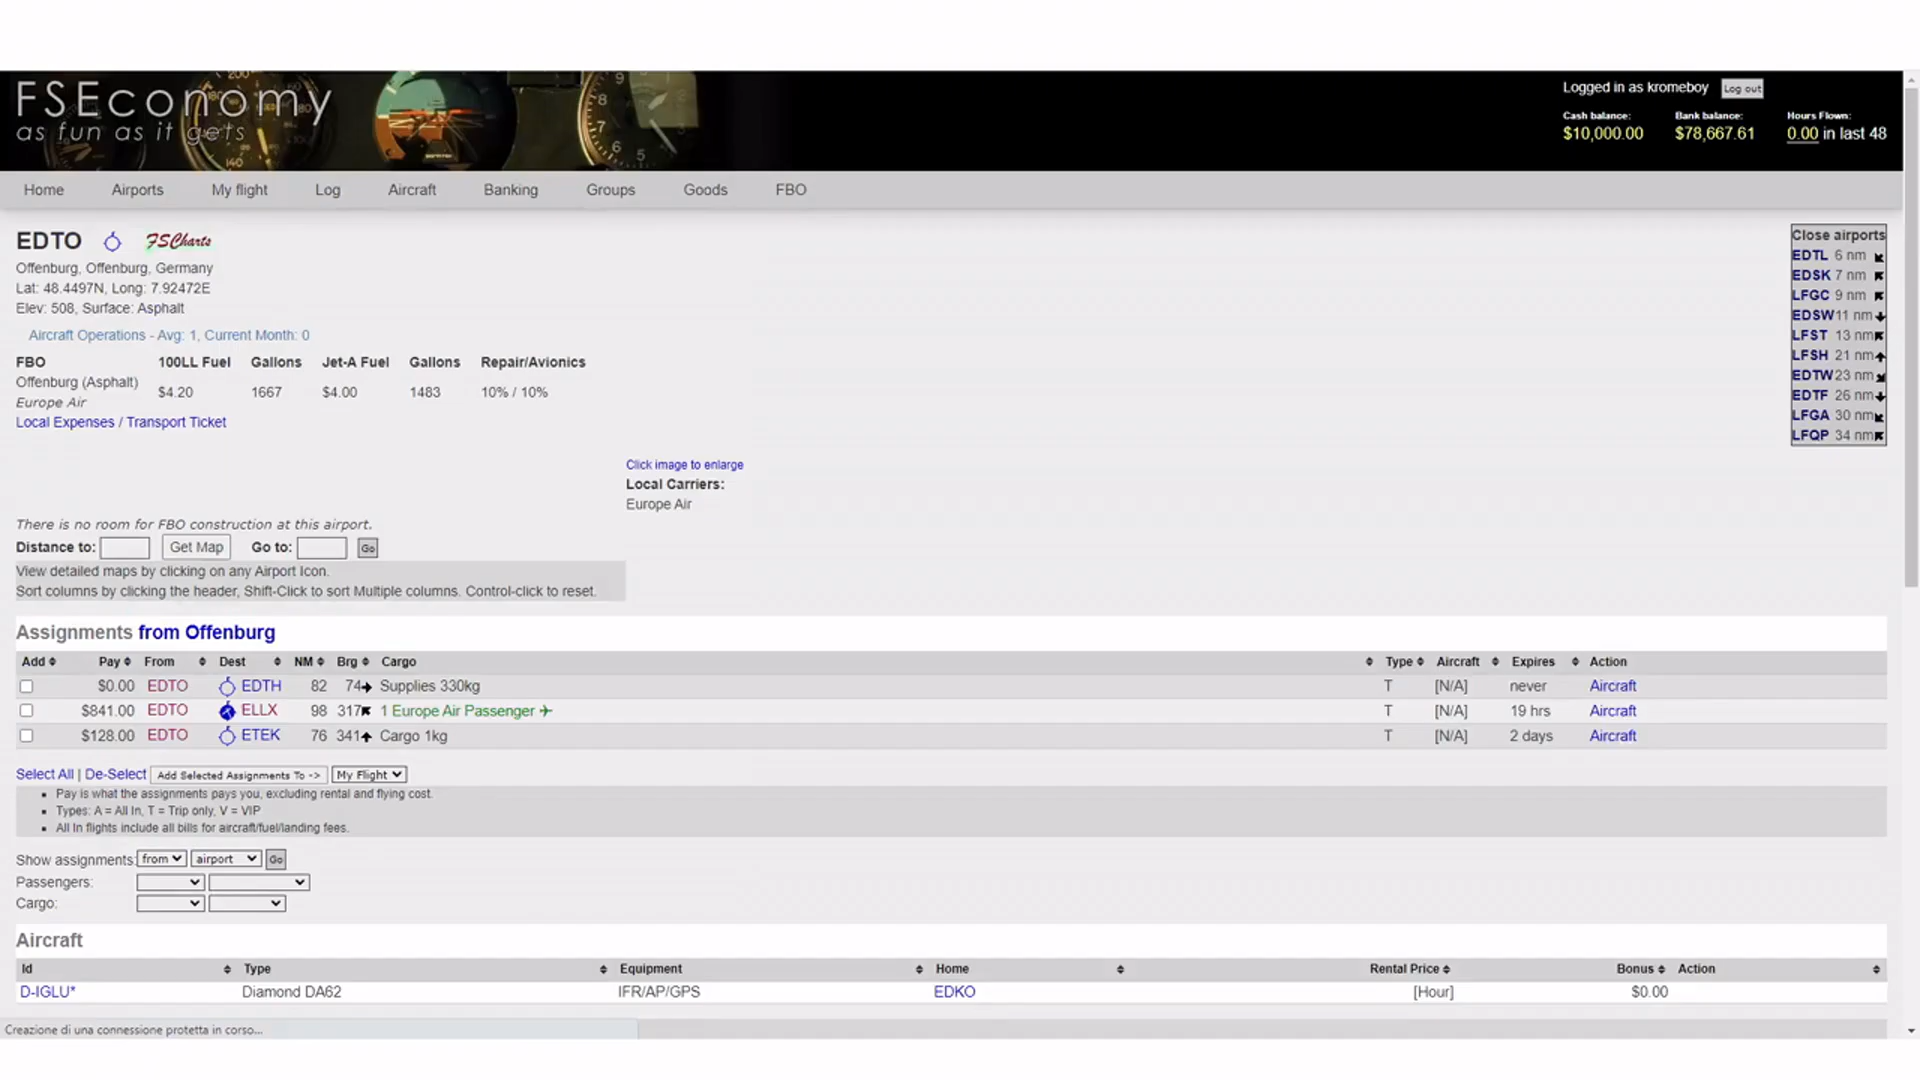 FSEconomy
as fun as it gets
Logged in as kromeboy Log out
Cash balance: Bank balance: Hours Flown:
$10,000.00 $78,667.61 0.00 in last 48
Home Airports My flight Log Aircraft Banking Groups Goods FBO
EDTO FSCharts
Offenburg, Offenburg, Germany
Lat: 48.4497N, Long: 7.92472E
Elev: 508, Surface: Asphalt
Aircraft Operations - Avg: 1, Current Month: 0
FBO 100LL Fuel Gallons Jet-A Fuel Gallons Repair/Avionics
Offenburg (Asphalt)
Europe Air $4.20 1667 $4.00 1483 10% / 10%
Local Expenses / Transport Ticket
Close airports
EDTL 6 nm
EDSK 7 nm
LFGC 9 nm
EDSW 11 nm
LFST 13 nm
LFSH 21 nm
EDTW 23 nm
EDTF 26 nm
LFGA 30 nm
LFQP 34 nm
Click image to enlarge
Local Carriers:
Europe Air
There is no room for FBO construction at this airport.
Distance to: Get Map Go to: Go
View detailed maps by clicking on any Airport Icon.
Sort columns by clicking the header, Shift-Click to sort Multiple columns. Control-click to reset.
Assignments from Offenburg
Add Pay From Dest NM Brg Cargo Type Aircraft Expires Action
$0.00 EDTO EDTH 82 74 Supplies 330kg T [N/A] never Aircraft
$841.00 EDTO ELLX 98 317 1 Europe Air Passenger T [N/A] 19 hrs Aircraft
$128.00 EDTO ETEK 76 341 Cargo 1kg T [N/A] 2 days Aircraft
Select All | De-Select Add Selected Assignments To -> My Flight
Pay is what the assignments pays you, excluding rental and flying cost.
Types: A = All In, T = Trip only, V = VIP
All In flights include all bills for aircraft/fuel/landing fees.
Show assignments: from airport Go
Passengers:
Cargo:
Aircraft
Id Type Equipment Home Rental Price Bonus Action
D-IGLU* Diamond DA62 IFR/AP/GPS EDKO [Hour] $0.00
Creazione di una connessione protetta in corso...